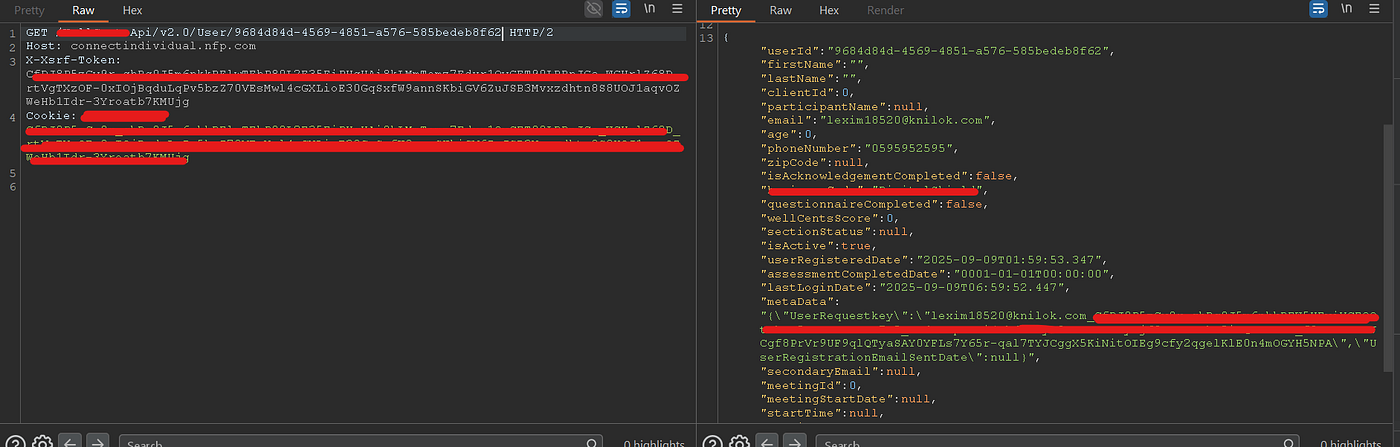 Pretty Raw Hex \n
1 GET / Api/v2.0/User/9684d84d-4569-4851-a576-585bedeb8f62 HTTP/2
2 Host: connectindividual.nfp.com
3 X-Xsrf-Token:
rtVgTXzOF-0xIOjBqduLqPv5bzZ70VEsMwl4cGXLioE30GqSxfW9annSKbiGV6ZuJSB3Mvxzdhtn8S8UOJ1aqvOZ
WeHb1Idr-3Yroatb7KMUjg
4 Cookie:
WeHb1Idr-3Yroatb7KMUjg
5
6
Search
Pretty Raw Hex Render \n
12
13 {
"userId":"9684d84d-4569-4851-a576-585bedeb8f62",
"firstName":"",
"lastName":"",
"clientId":0,
"participantName":null,
"email":"lexim18520@knilok.com",
"age":0,
"phoneNumber":"0595952595",
"zipCode":null,
"isAcknowledgementCompleted":false,
"questionnaireCompleted":false,
"wellCentsScore":0,
"sectionStatus":null,
"isActive":true,
"userRegisteredDate":"2025-09-09T01:59:53.347",
"assessmentCompletedDate":"0001-01-01T00:00:00",
"lastLoginDate":"2025-09-09T06:59:52.447",
"metaData":
"{\"UserRequestkey\":\"lexim18520@knilok.com_
Cgf8PrVr9UF9qlQTyaSAY0YFLs7Y65r-qal7TYJCggX5KiNitOIEg9cfy2qgelKlE0n4mOGYH5NPA\",\"U
serRegistrationEmailSentDate\":null}",
"secondaryEmail":null,
"meetingId":0,
"meetingStartDate":null,
"startTime":null,
Search 0 highlights